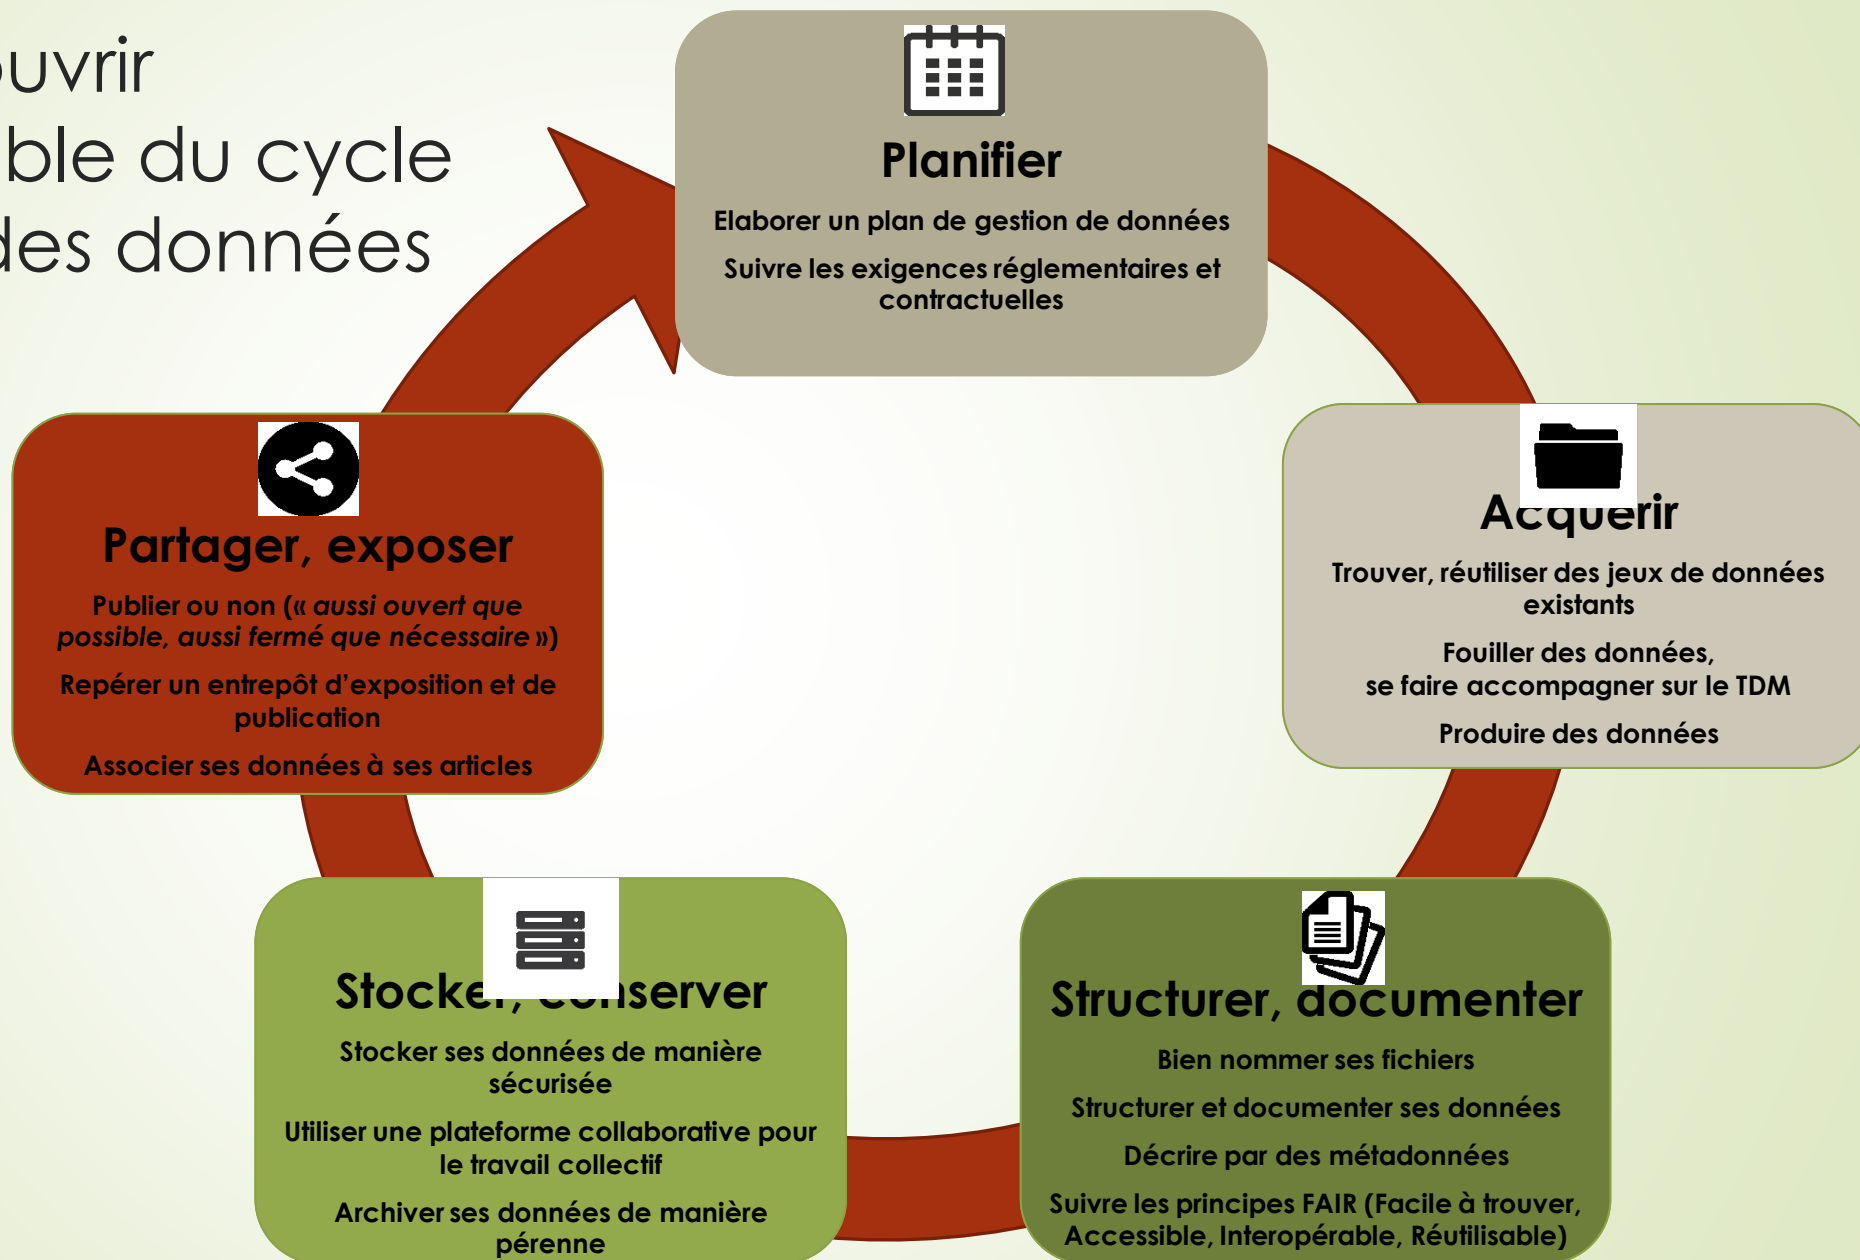 ouvrir
ble du cycle
des données
Planifier
Elaborer un plan de gestion de données
Suivre les exigences réglementaires et
contractuelles
Acquérir
Trouver, réutiliser des jeux de données
existants
Fouiller des données,
se faire accompagner sur le TDM
Produire des données
Structurer, documenter
Bien nommer ses fichiers
Structurer et documenter ses données
Décrire par des métadonnées
Suivre les principes FAIR (Facile à trouver,
Accessible, Interopérable, Réutilisable)
Stocker, conserver
Stocker ses données de manière
sécurisée
Utiliser une plateforme collaborative pour
le travail collectif
Archiver ses données de manière
pérenne
Partager, exposer
Publier ou non (« aussi ouvert que
possible, aussi fermé que nécessaire »)
Repérer un entrepôt d'exposition et de
publication
Associer ses données à ses articles